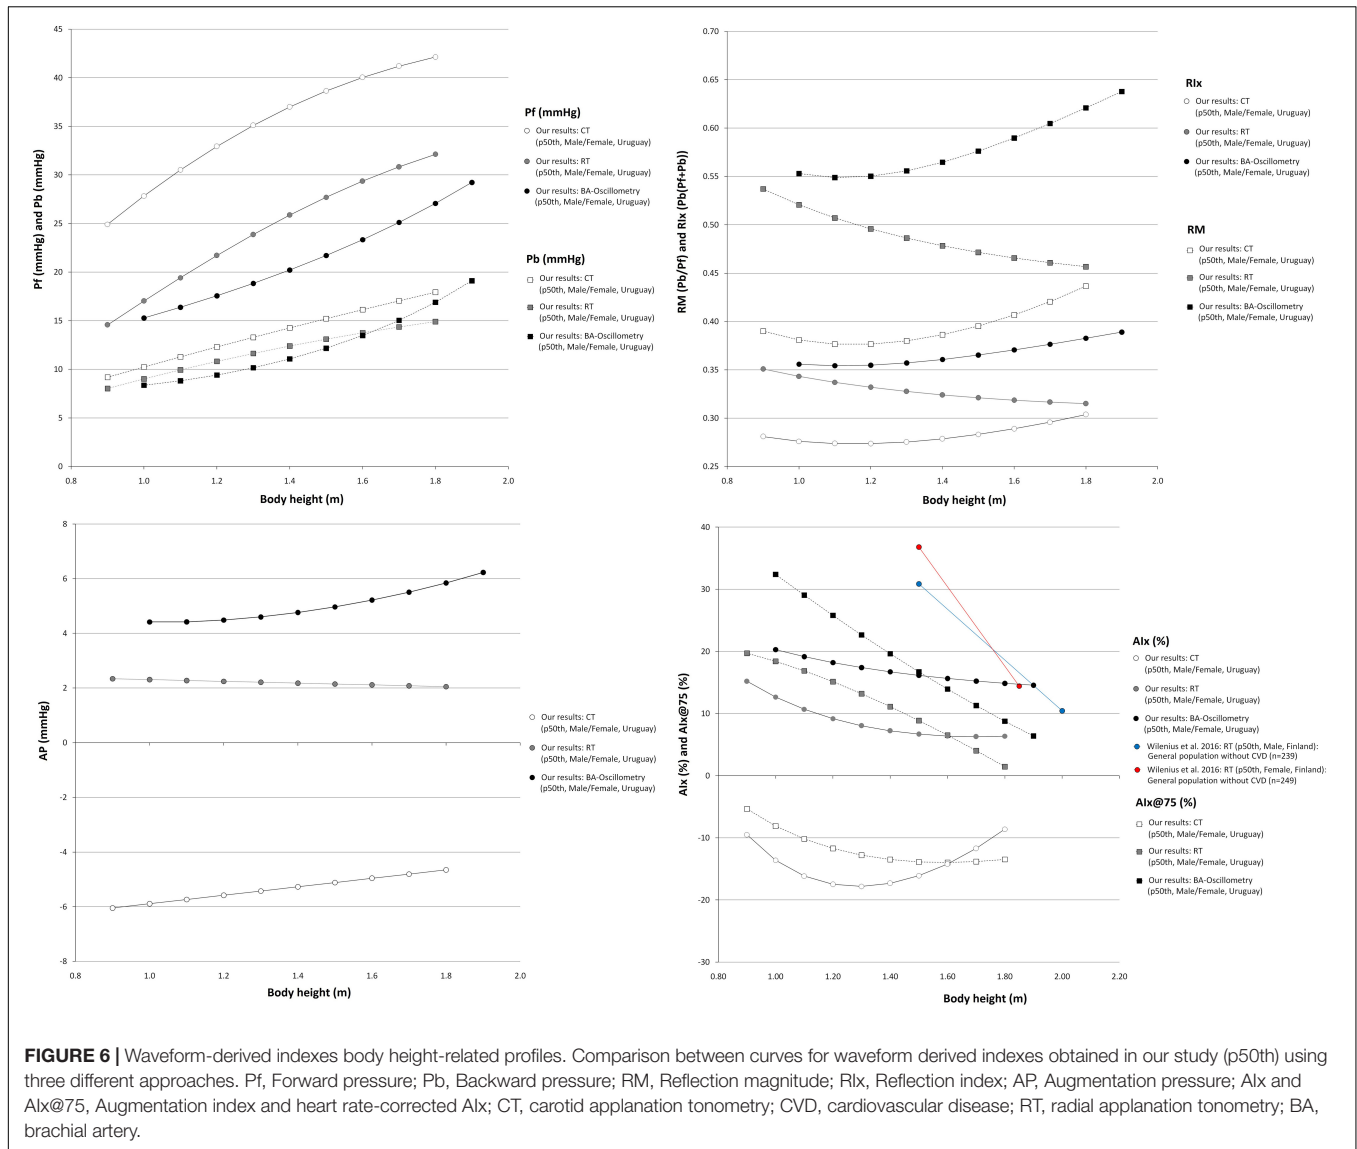 45
40
35
30
25
20
15
10
5
0
0.8
1.0
1.2
1.4
1.6
1.8
2.0
Pf (mmHg) and Pb (mmHg)
Body height (m)
Pf (mmHg)
Our results: CT
(p50th, Male/Female, Uruguay)
Our results: RT
(p50th, Male/Female, Uruguay)
Our results: BA-Oscillometry
(p50th, Male/Female, Uruguay)
Pb (mmHg)
Our results: CT
(p50th, Male/Female, Uruguay)
Our results: RT
(p50th, Male/Female, Uruguay)
Our results: BA-Oscillometry
(p50th, Male/Female, Uruguay)
0.70
0.65
0.60
0.55
0.50
0.45
0.40
0.35
0.30
0.25
0.8
1.0
1.2
1.4
1.6
1.8
2.0
RM (Pb/Pf) and RIx (Pb(Pf+Pb))
Body height (m)
RIx
Our results: CT
(p50th, Male/Female, Uruguay)
Our results: RT
(p50th, Male/Female, Uruguay)
Our results: BA-Oscillometry
(p50th, Male/Female, Uruguay)
RM
Our results: CT
(p50th, Male/Female, Uruguay)
Our results: RT
(p50th, Male/Female, Uruguay)
Our results: BA-Oscillometry
(p50th, Male/Female, Uruguay)
8
6
4
2
0
-2
-4
-6
-8
0.8
1.0
1.2
1.4
1.6
1.8
2.0
AP (mmHg)
Body height (m)
Our results: CT
(p50th, Male/Female, Uruguay)
Our results: RT
(p50th, Male/Female, Uruguay)
Our results: BA-Oscillometry
(p50th, Male/Female, Uruguay)
40
30
20
10
0
-10
-20
-30
0.80
1.00
1.20
1.40
1.60
1.80
2.00
2.20
AIx (%) and AIx@75 (%)
Body height (m)
AIx (%)
Our results: CT
(p50th, Male/Female, Uruguay)
Our results: RT
(p50th, Male/Female, Uruguay)
Our results: BA-Oscillometry
(p50th, Male/Female, Uruguay)
Wilenius et al. 2016: RT (p50th, Male, Finland):
General population without CVD (n=239)
Wilenius et al. 2016: RT (p50th, Female, Finland):
General population without CVD (n=249)
AIx@75 (%)
Our results: CT
(p50th, Male/Female, Uruguay)
Our results: RT
(p50th, Male/Female, Uruguay)
Our results: BA-Oscillometry
(p50th, Male/Female, Uruguay)
FIGURE 6 | Waveform-derived indexes body height-related profiles. Comparison between curves for waveform derived indexes obtained in our study (p50th) using
three different approaches. Pf, Forward pressure; Pb, Backward pressure; RM, Reflection magnitude; RIx, Reflection index; AP, Augmentation pressure; AIx and
AIx@75, Augmentation index and heart rate-corrected AIx; CT, carotid applanation tonometry; CVD, cardiovascular disease; RT, radial applanation tonometry; BA,
brachial artery.